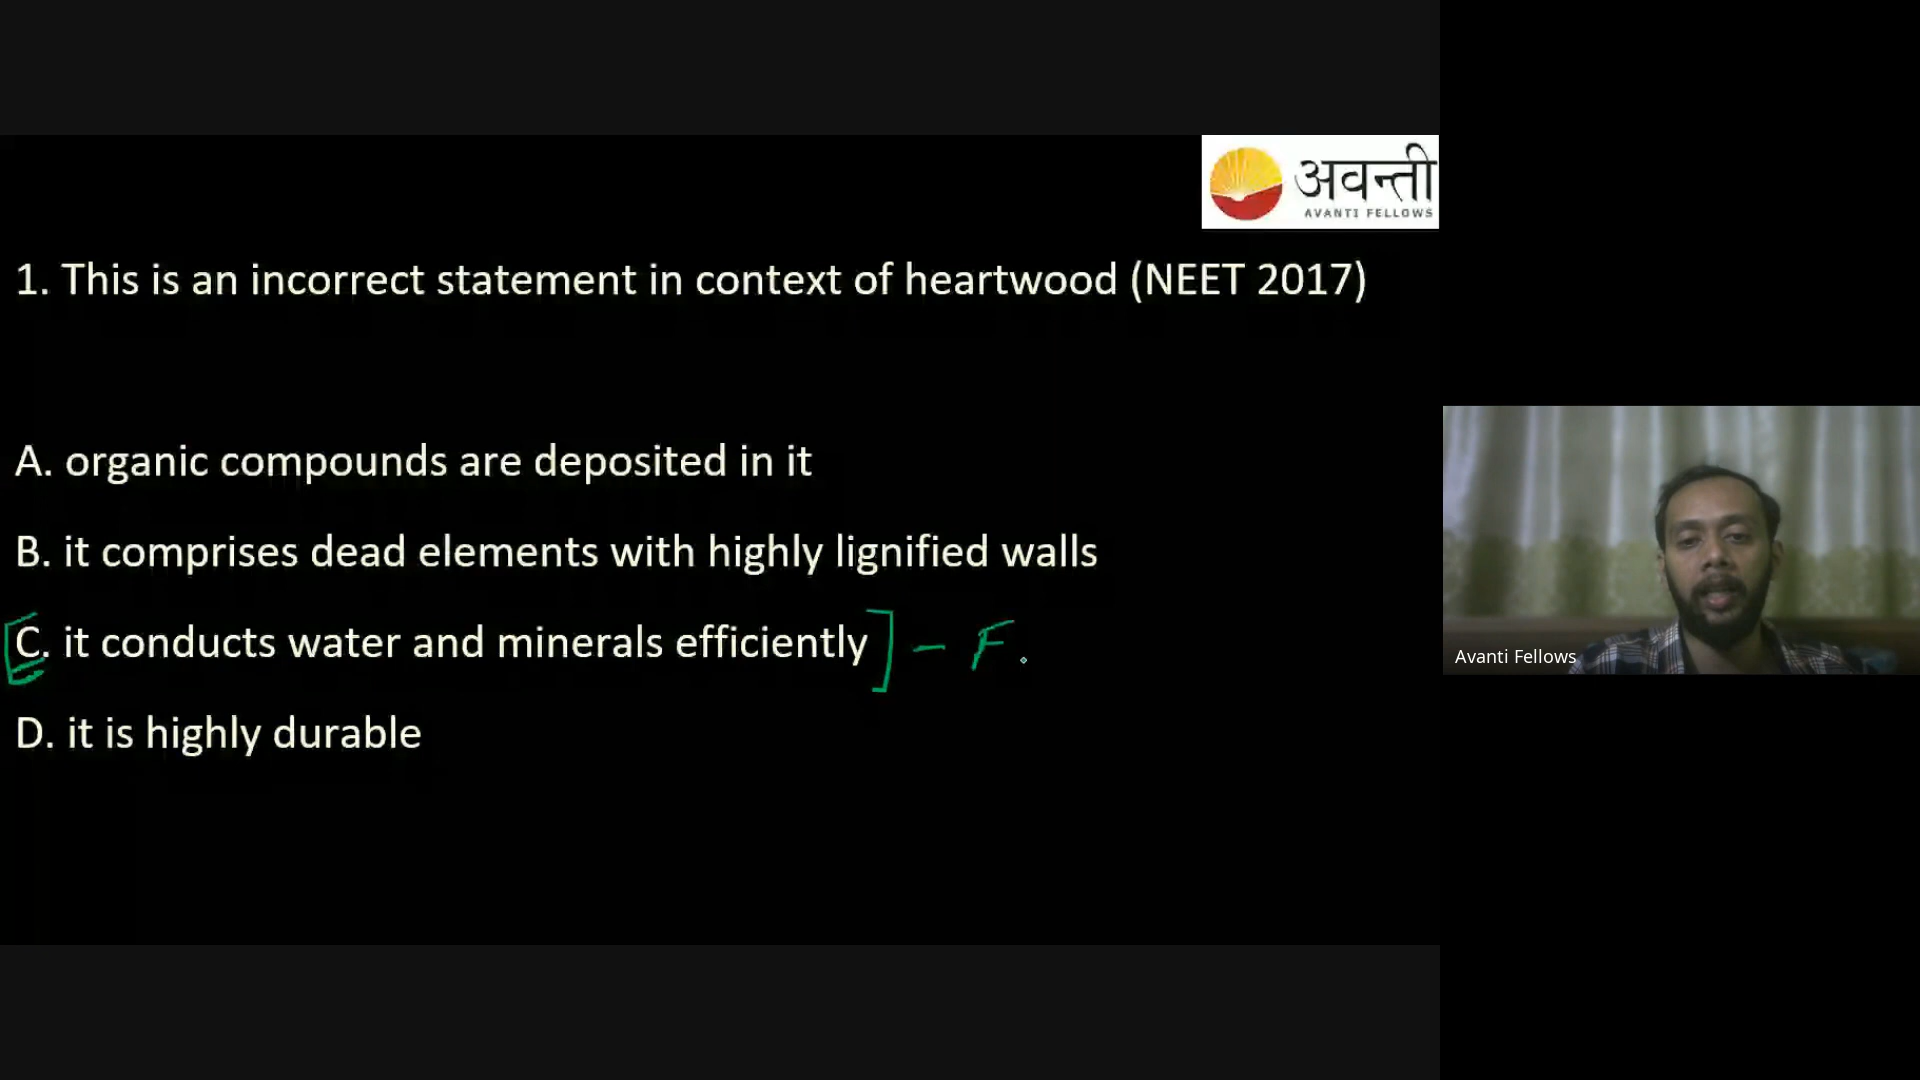 अवन्ती
AVANTI FELLOWS
1. This is an incorrect statement in context of heartwood (NEET 2017)
A. organic compounds are deposited in it
B. it comprises dead elements with highly lignified walls
C. it conducts water and minerals efficiently] - F.
D. it is highly durable
Avanti Fellows